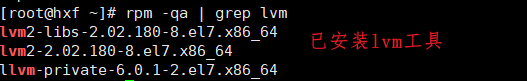 [root@hxf ~]# rpm -qa | grep lvm
lvm2-libs-2.02.180-8.el7.x86_64
lvm2-2.02.180-8.el7.x86_64
llvm-private-6.0.1-2.el7.x86_64
已安装lvm工具